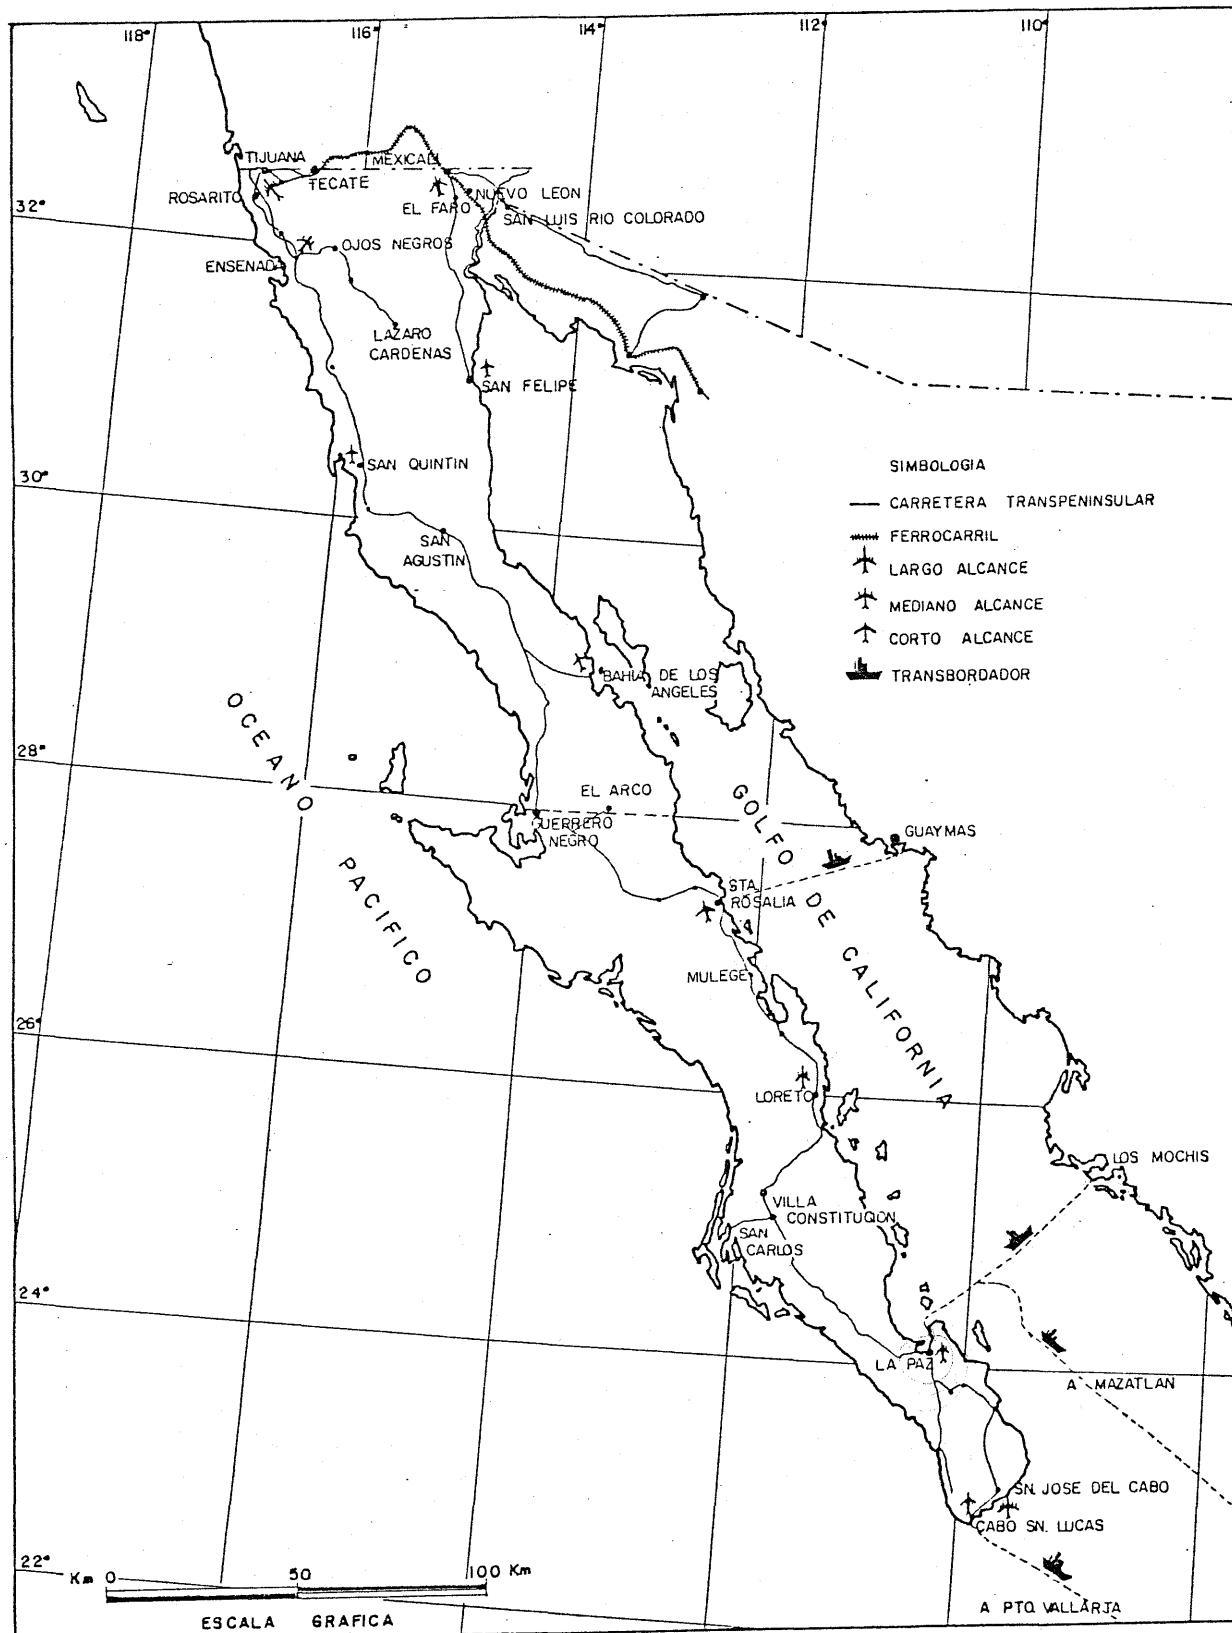 118°
116°
114°
112°
110°
TIJUANA
MEXICALI
TECATE
ROSARITO
NUEVO LEON
EL FARO
SAN LUIS RIO COLORADO
32°
OJOS NEGROS
ENSENADA
LAZARO
CARDENAS
SAN FELIPE
SAN QUINTIN
30°
SIMBOLOGIA
CARRETERA TRANSPENINSULAR
FERROCARRIL
LARGO ALCANCE
MEDIANO ALCANCE
CORTO ALCANCE
TRANSBORDADOR
SAN
AGUSTIN
BAHIA DE LOS
ANGELES
OCEANO
PACIFICO
28°
EL ARCO
GOLFO DE CALIFORNIA
GUERRERO
NEGRO
GUAYMAS
STA.
ROSALIA
MULEGE
26°
LORETO
LOS MOCHIS
VILLA
CONSTITUCION
SAN
CARLOS
24°
LA PAZ
A MAZATLAN
SN. JOSE DEL CABO
CABO SN. LUCAS
22°
Km 0 50 100 Km
ESCALA GRAFICA
A PTO. VALLARJA